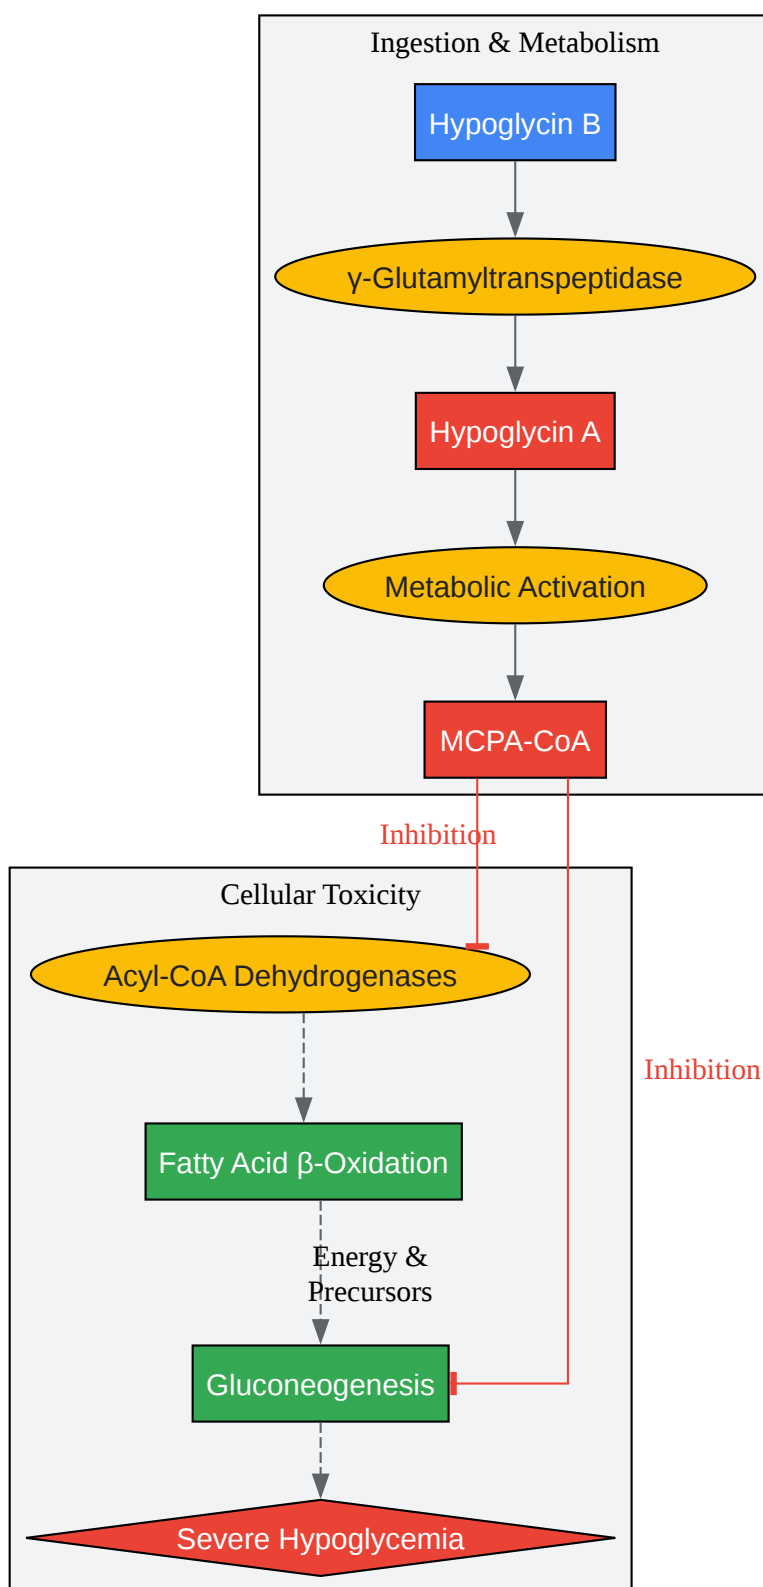 Ingestion & Metabolism
Hypoglycin B
γ-Glutamyltranspeptidase
Hypoglycin A
Metabolic Activation
MCPA-CoA
Inhibition
Cellular Toxicity
Acyl-CoA Dehydrogenases
Inhibition
Fatty Acid β-Oxidation
Energy &
Precursors
Gluconeogenesis
Severe Hypoglycemia